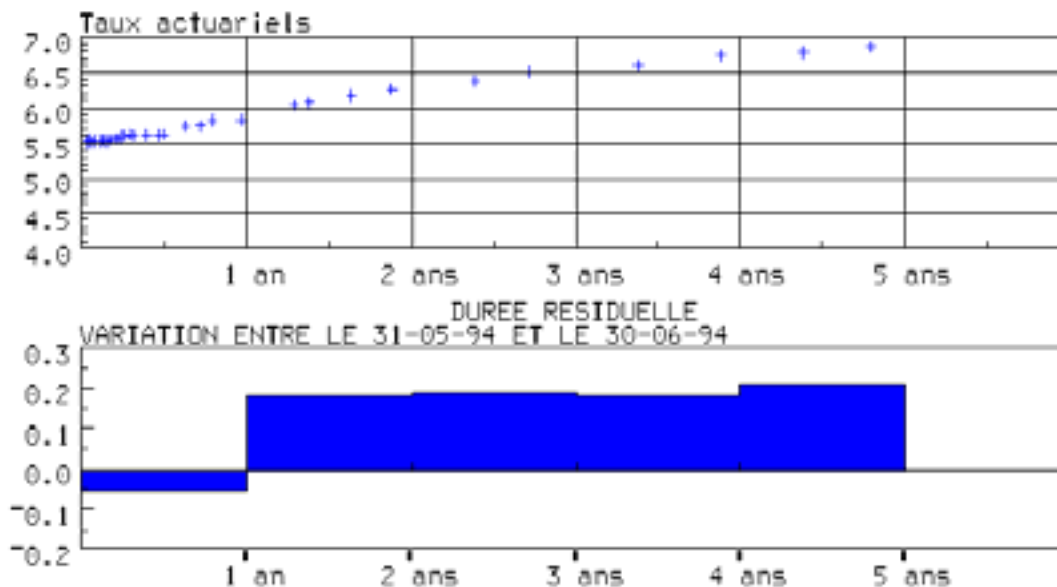 Taux actuariels
7.0
6.5
6.0
5.5
5.0
4.5
4.0
1 an 2 ans 3 ans 4 ans 5 ans
DUREE RESIDUELLE
VARIATION ENTRE LE 31-05-94 ET LE 30-06-94
0.3
0.2
0.1
0.0
-0.1
-0.2
1 an 2 ans 3 ans 4 ans 5 ans